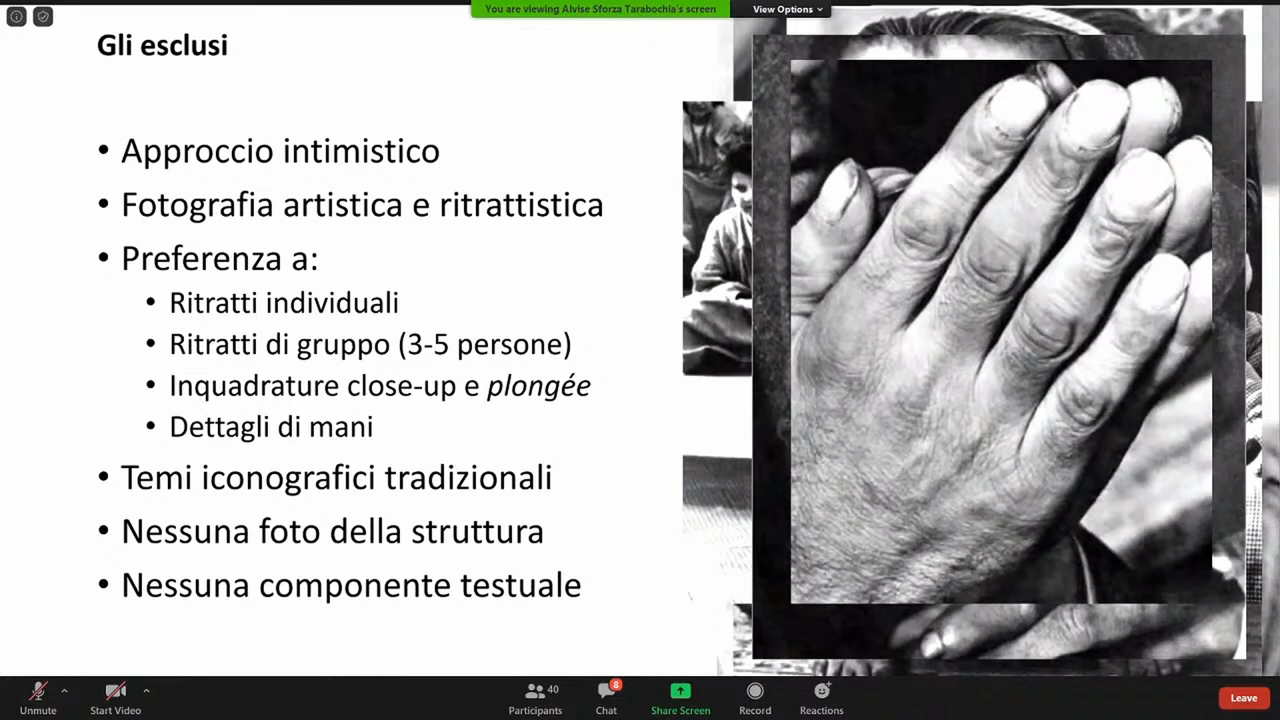 You are viewing Alvise Sforza Tarabochia's screen
View Options
Gli esclusi
• Approccio intimistico
• Fotografia artistica e ritrattistica
• Preferenza a:
• Ritratti individuali
• Ritratti di gruppo (3-5 persone)
• Inquadrature close-up e plongée
• Dettagli di mani
• Temi iconografici tradizionali
• Nessuna foto della struttura
• Nessuna componente testuale
Unmute
Start Video
Participants
40
Chat
8
Share Screen
Record
Reactions
Leave